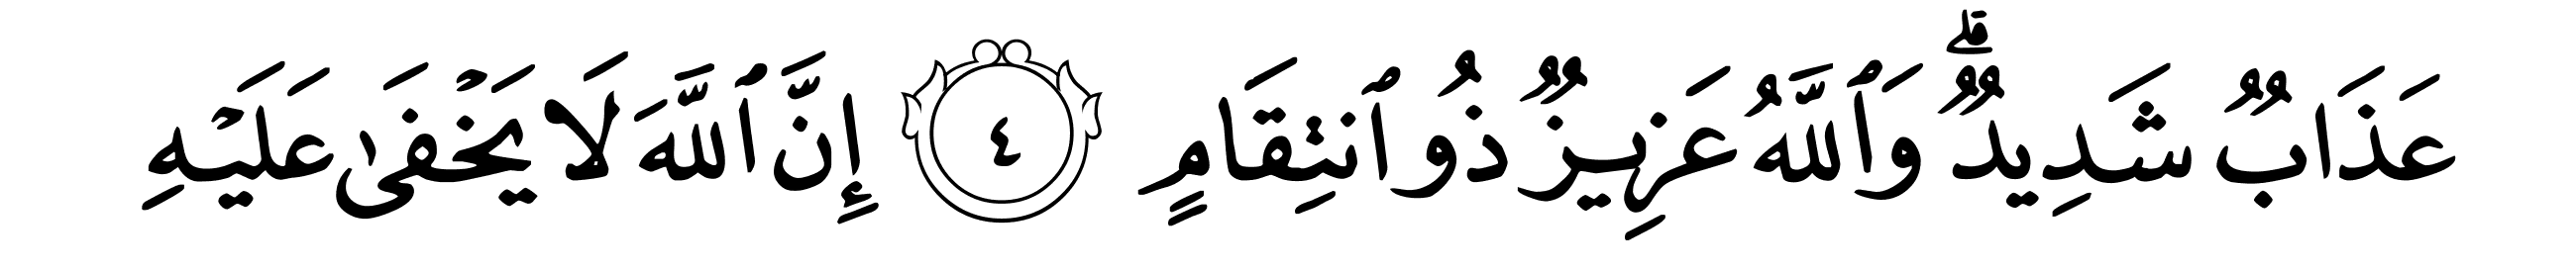 عَذَابٌ شَدِيدٌۗ وَٱللَّهُ عَزِيزٌ ذُو ٱنتِقَامٍ ٤ إِنَّ ٱللَّهَ لَا يَخْفَىٰ عَلَيْهِ